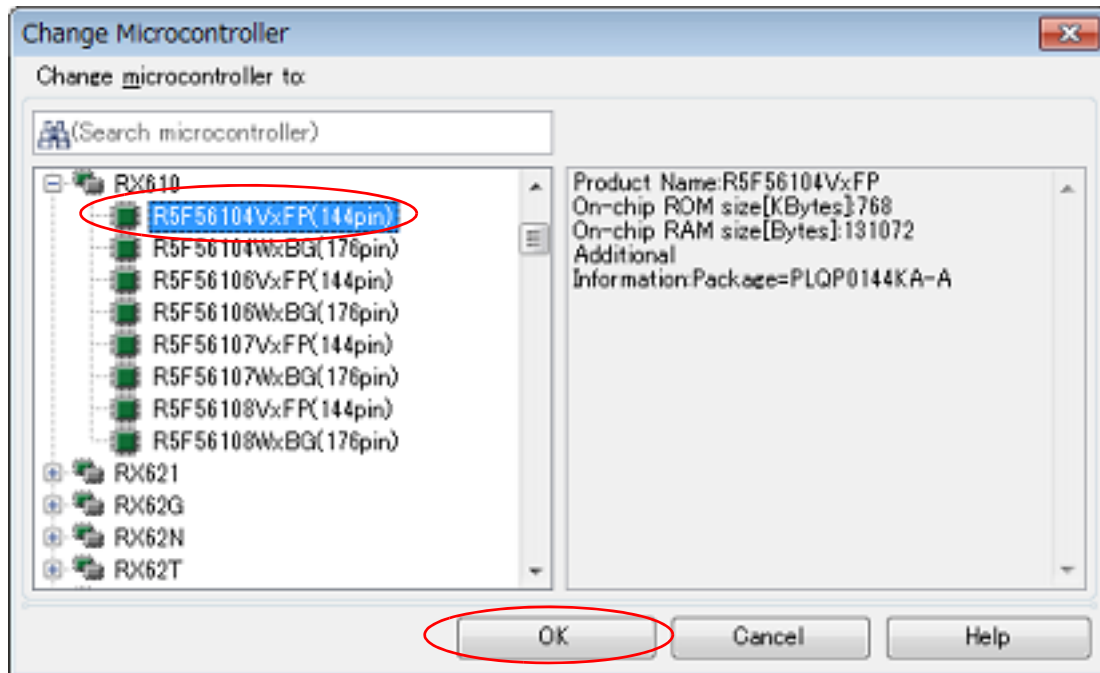 Change Microcontroller
Change microcontroller to:
(Search microcontroller)
RX610
R5F56104VxFP(144pin)
R5F56104WxBG(176pin)
R5F56106VxFP(144pin)
R5F56106WxBG(176pin)
R5F56107VxFP(144pin)
R5F56107WxBG(176pin)
R5F56108VxFP(144pin)
R5F56108WxBG(176pin)
RX621
RX62G
RX62N
RX62T
Product Name:R5F56104VxFP
On-chip ROM size[KBytes]:768
On-chip RAM size[Bytes]:131072
Additional
Information:Package=PLQP0144KA-A
OK
Cancel
Help